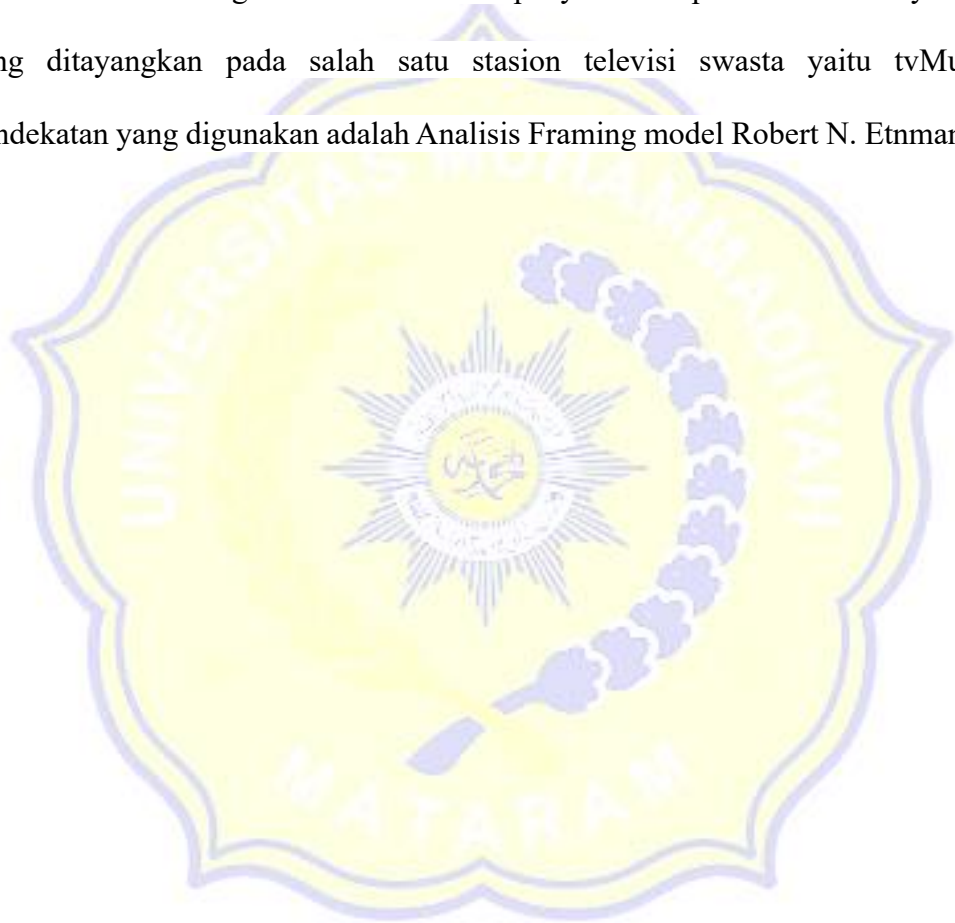 ng ditayangkan pada salah satu stasion televisi swasta yaitu tvMu
ndekatan yang digunakan adalah Analisis Framing model Robert N. Etnman
UNIVERSITAS MUHAMMADIYAH
MATARAM